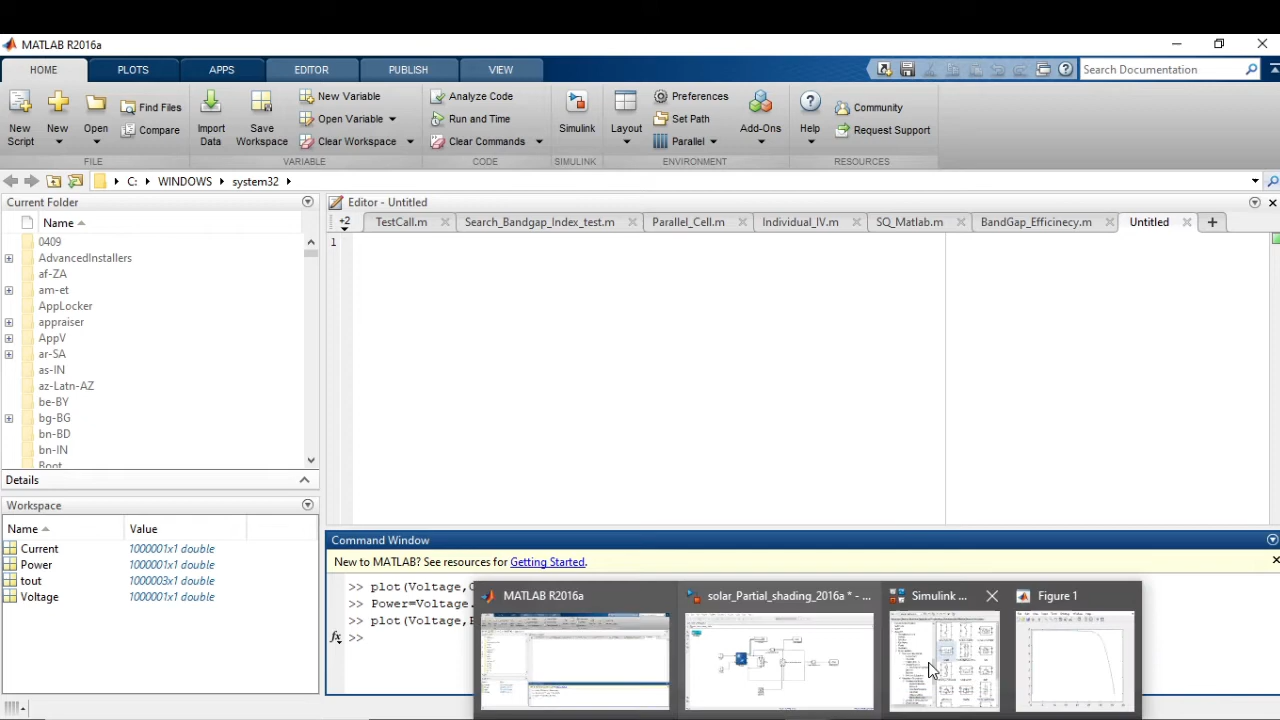 MATLAB R2016a
HOME
PLOTS
APPS
EDITOR
PUBLISH
VIEW
Search Documentation
New Script
New
Open
Find Files
Compare
Import Data
Save Workspace
New Variable
Open Variable
Clear Workspace
Analyze Code
Run and Time
Clear Commands
Simulink
Layout
Preferences
Set Path
Parallel
Add-Ons
Help
Community
Request Support
FILE
VARIABLE
CODE
SIMULINK
ENVIRONMENT
RESOURCES
C:
WINDOWS
system32
Current Folder
Name
0409
AdvancedInstallers
af-ZA
am-et
AppLocker
appraiser
AppV
ar-SA
as-IN
az-Latn-AZ
be-BY
bg-BG
bn-BD
bn-IN
Boot
Details
Workspace
Name Value
Current 1000001x1 double
Power 1000001x1 double
tout 1000003x1 double
Voltage 1000001x1 double
Editor - Untitled
+2
TestCall.m
Search_Bandgap_Index_test.m
Parallel_Cell.m
Individual_IV.m
SQ_Matlab.m
BandGap_Efficinecy.m
Untitled
1
Command Window
New to MATLAB? See resources for Getting Started.
>> plot(Voltage,
>> Power=Voltage.
>> plot(Voltage,
fx >>
MATLAB R2016a
solar_Partial_shading_2016a * - ...
Simulink ...
Figure 1